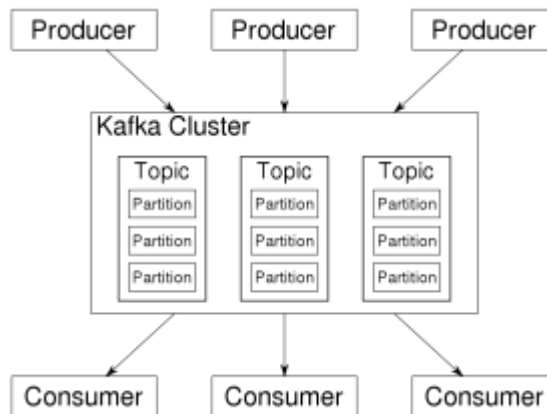 Producer Producer Producer
Kafka Cluster
Topic Topic Topic
Partition Partition Partition
Partition Partition Partition
Partition Partition Partition
Consumer Consumer Consumer